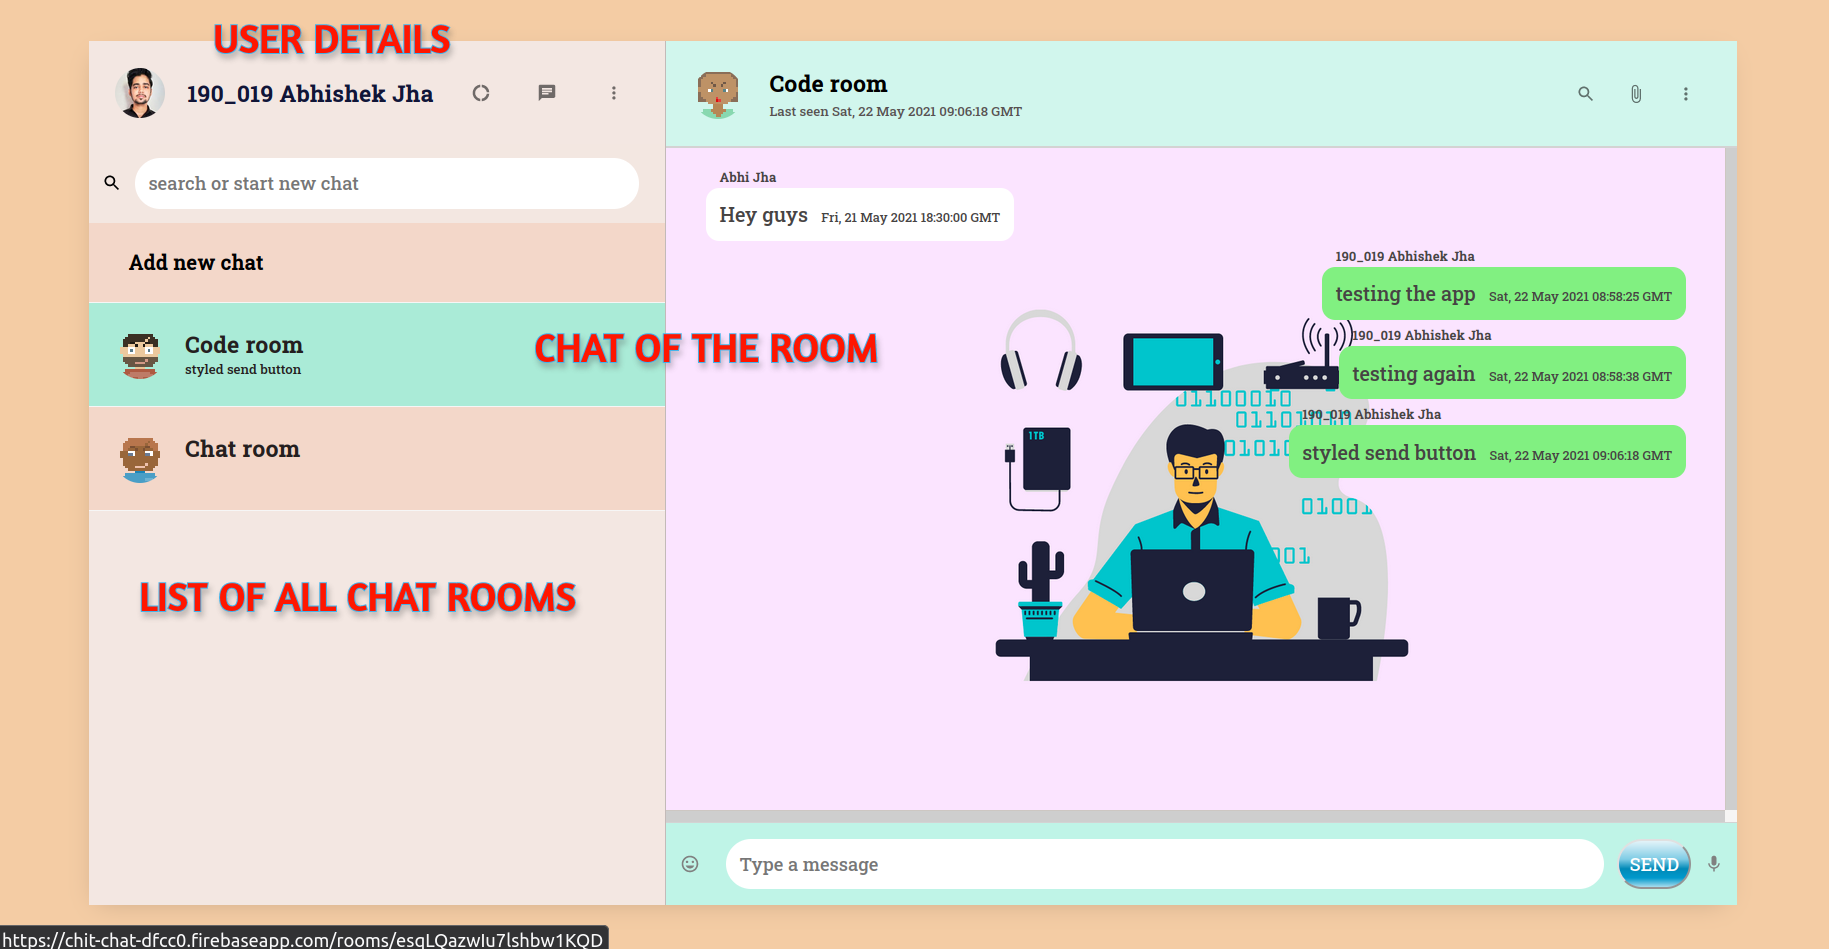 USER DETAILS
190_019 Abhishek Jha
search or start new chat
Add new chat
Code room
styled send button
Chat room
LIST OF ALL CHAT ROOMS
CHAT OF THE ROOM
Code room
Last seen Sat, 22 May 2021 09:06:18 GMT
Abhi Jha
Hey guys Fri, 21 May 2021 18:30:00 GMT
190_019 Abhishek Jha
testing the app Sat, 22 May 2021 08:58:25 GMT
190_019 Abhishek Jha
testing again Sat, 22 May 2021 08:58:38 GMT
190_019 Abhishek Jha
styled send button Sat, 22 May 2021 09:06:18 GMT
01100010
1TB
01010
01001
001
Type a message
SEND
https://chit-chat-dfcc0.firebaseapp.com/rooms/esqLQazwIu7lshbw1KQD